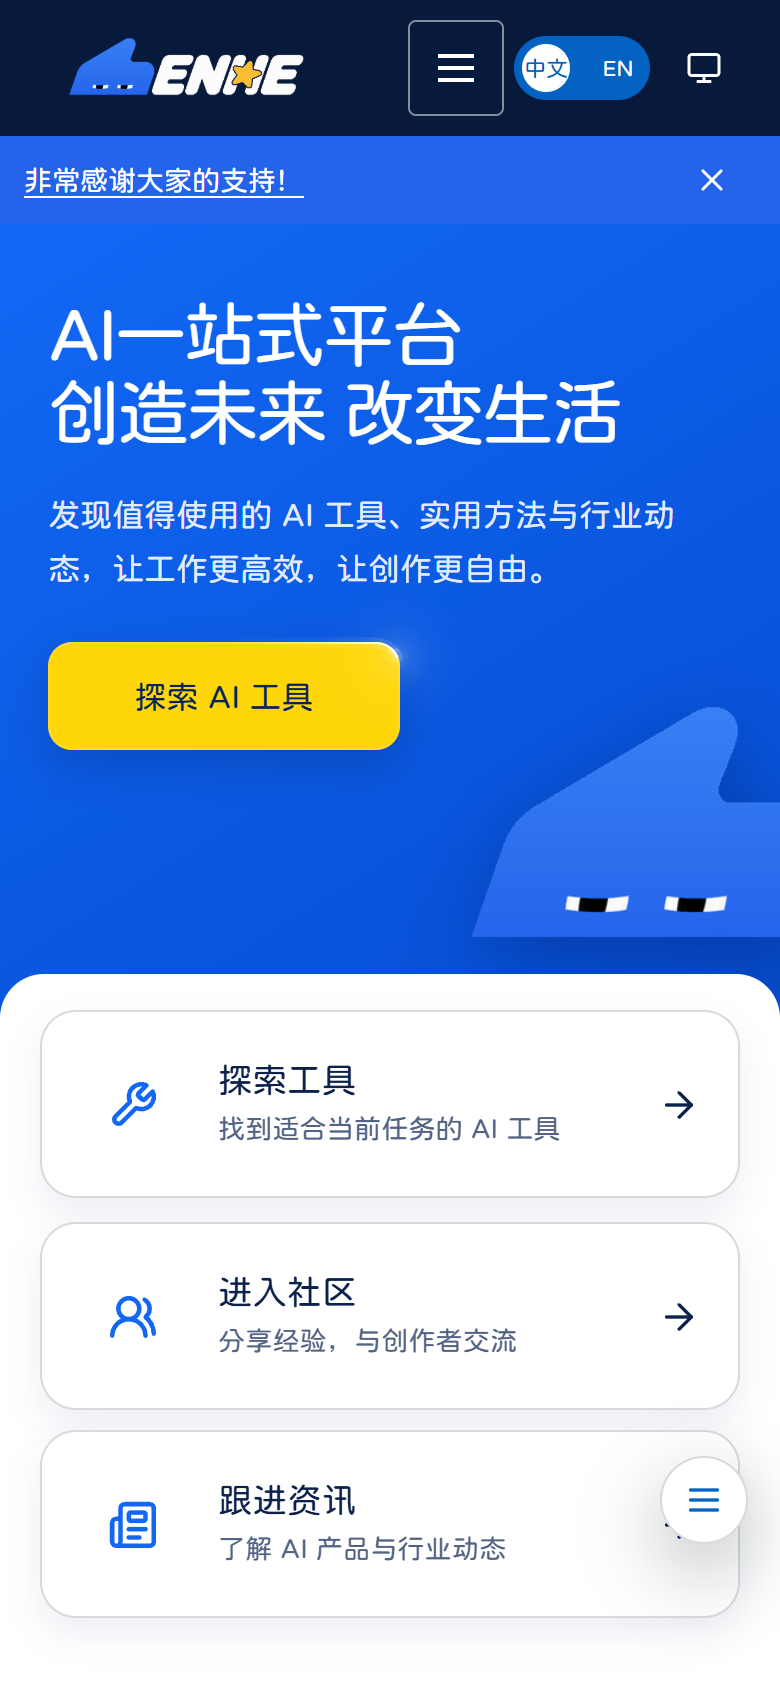 ENHE
中文 EN
非常感谢大家的支持！
AI一站式平台
创造未来 改变生活
发现值得使用的 AI 工具、实用方法与行业动
态，让工作更高效，让创作更自由。
探索 AI 工具
探索工具
找到适合当前任务的 AI 工具
进入社区
分享经验，与创作者交流
跟进资讯
了解 AI 产品与行业动态